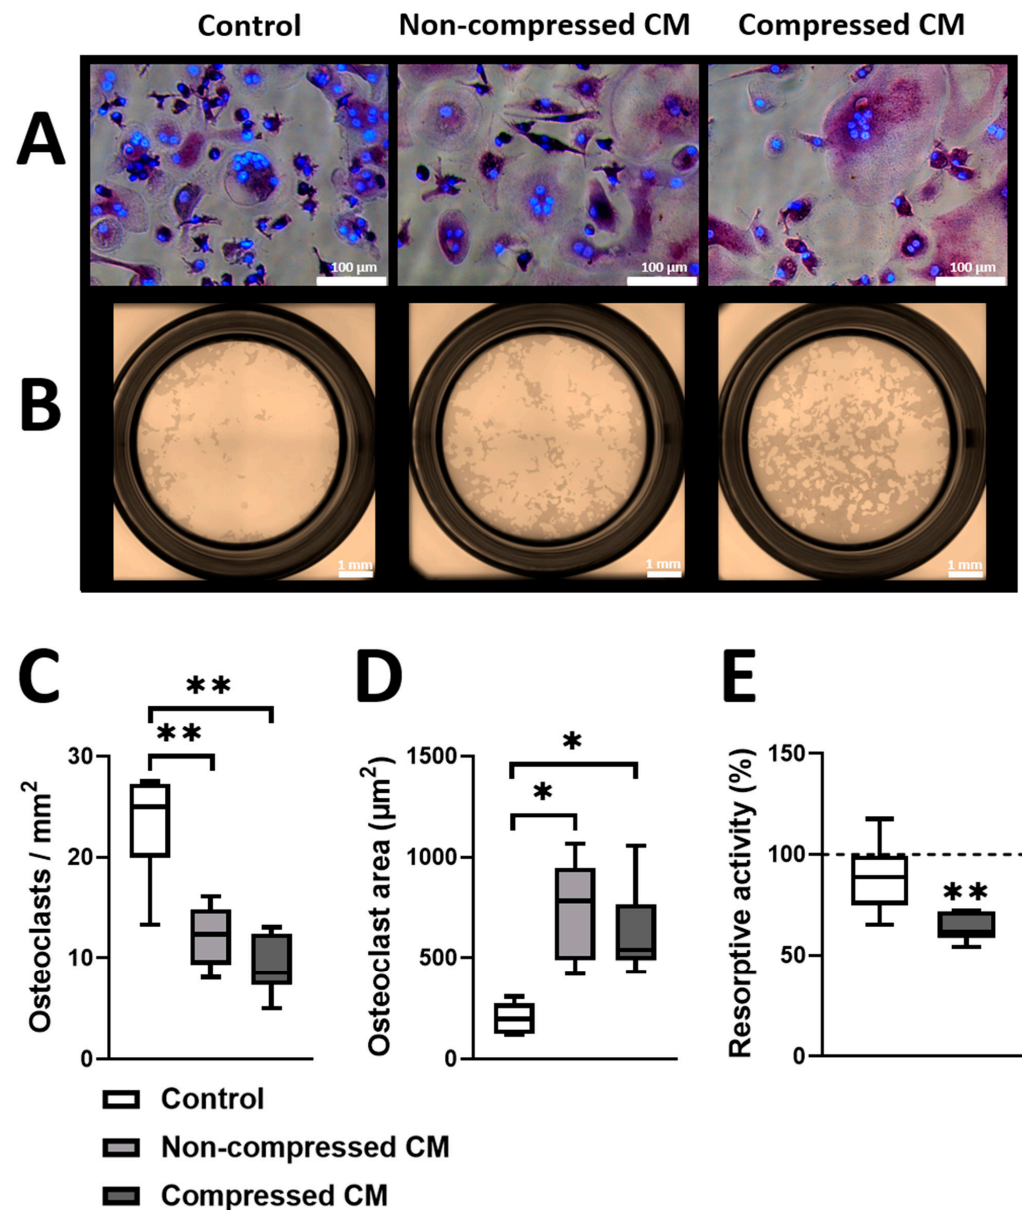 Control Non-compressed CM Compressed CM
A
100 µm 100 µm 100 µm
B
1 mm 1 mm 1 mm
C D E
** * **
** *
Osteoclasts / mm²
30
20
10
0
Osteoclast area (µm²)
1500
1000
500
0
Resorptive activity (%)
150
100
50
0
Control
Non-compressed CM
Compressed CM